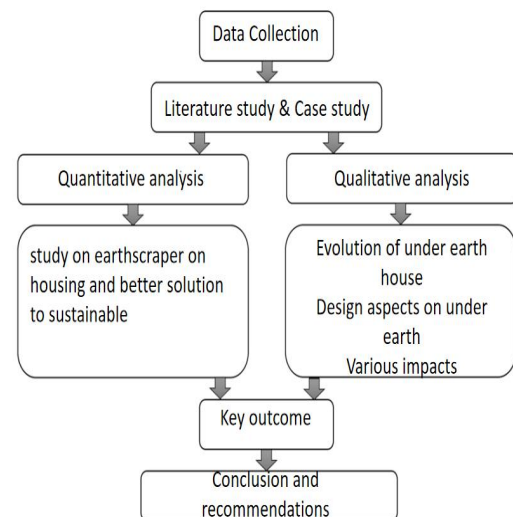 Data Collection
Literature study & Case study
Quantitative analysis
Qualitative analysis
study on earthscraper on
housing and better solution
to sustainable
Evolution of under earth
house
Design aspects on under
earth
Various impacts
Key outcome
Conclusion and
recommendations